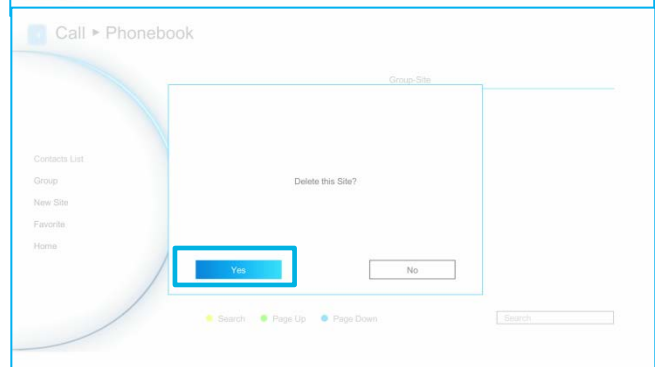 Call ▸ Phonebook
Group-Site
Contacts List
Group
New Site
Favorite
Home
Delete this Site?
Yes No
Search Page Up Page Down Search